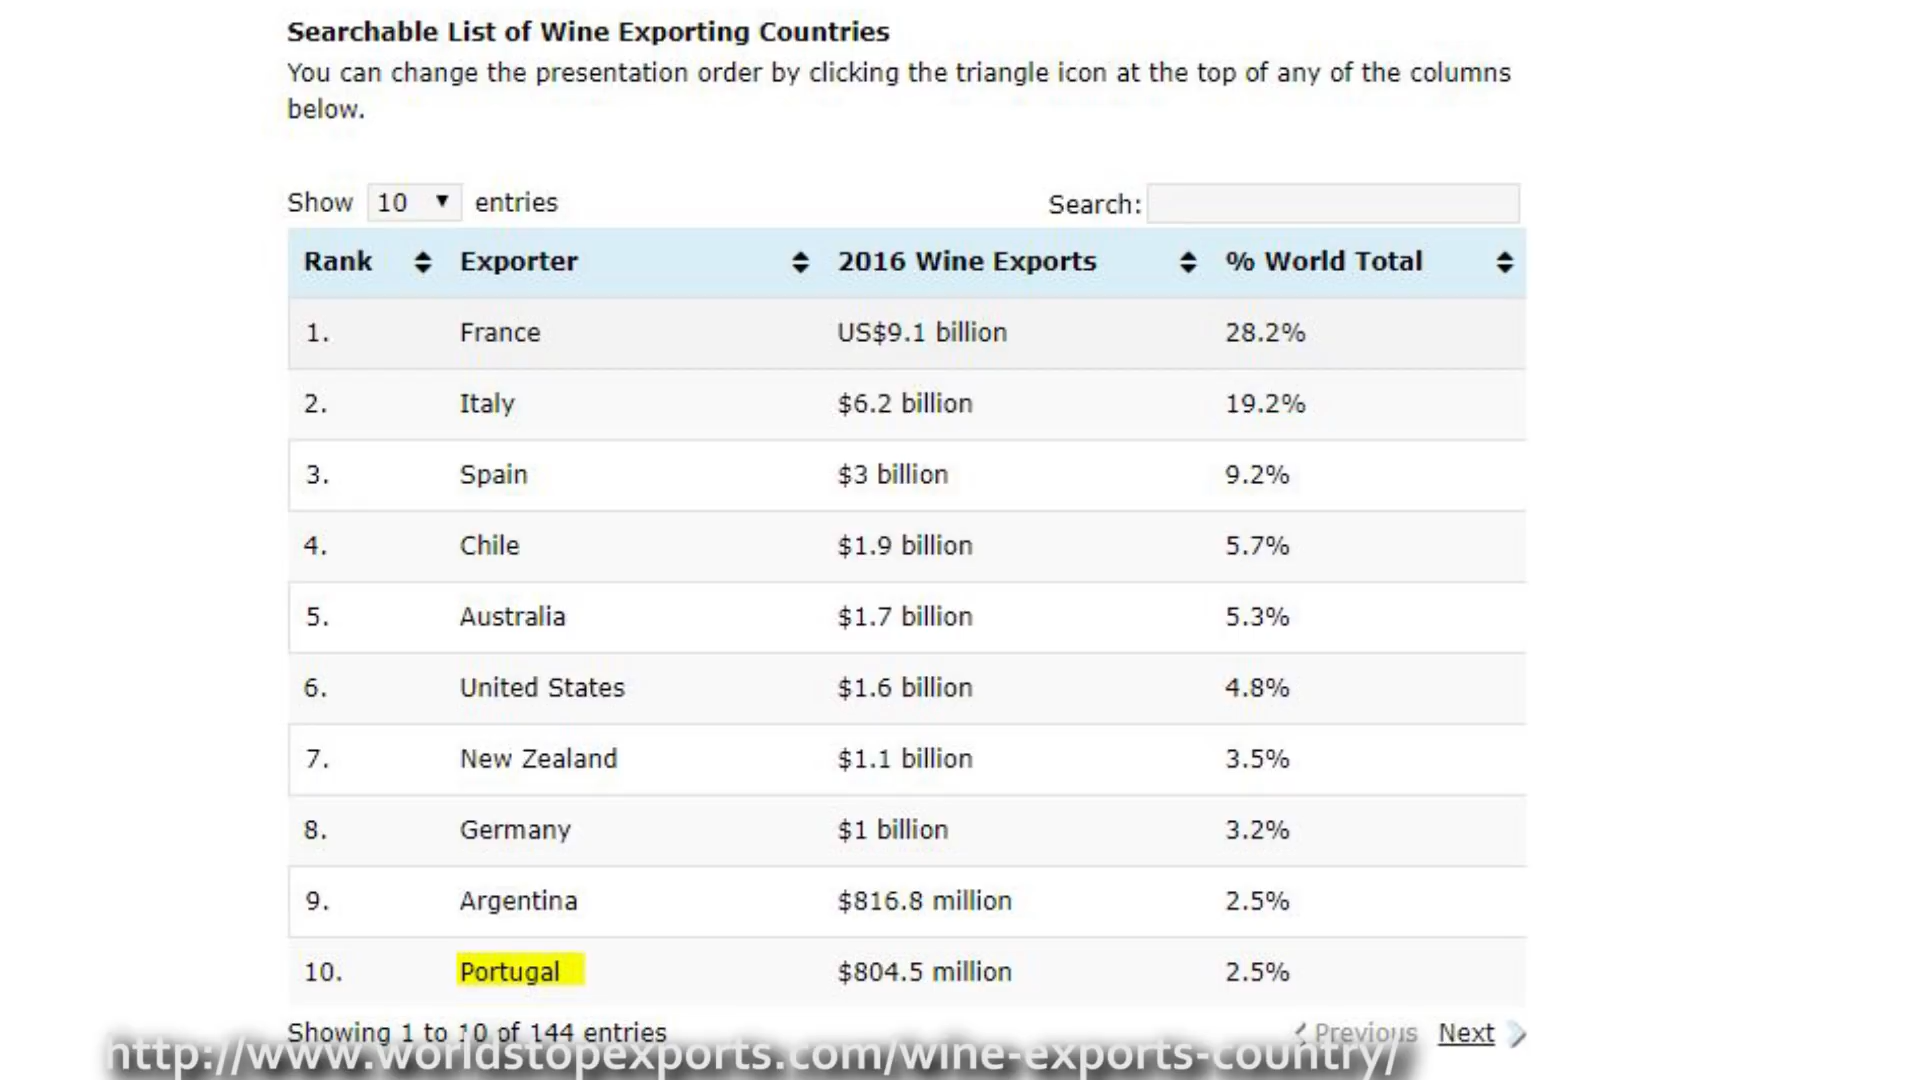 Searchable List of Wine Exporting Countries
You can change the presentation order by clicking the triangle icon at the top of any of the columns
below.
Show 10 entries Search:
Rank Exporter 2016 Wine Exports % World Total
1. France US$9.1 billion 28.2%
2. Italy $6.2 billion 19.2%
3. Spain $3 billion 9.2%
4. Chile $1.9 billion 5.7%
5. Australia $1.7 billion 5.3%
6. United States $1.6 billion 4.8%
7. New Zealand $1.1 billion 3.5%
8. Germany $1 billion 3.2%
9. Argentina $816.8 million 2.5%
10. Portugal $804.5 million 2.5%
Showing 1 to 10 of 144 entries Previous Next
http://www.worldstopexports.com/wine-exports-country/